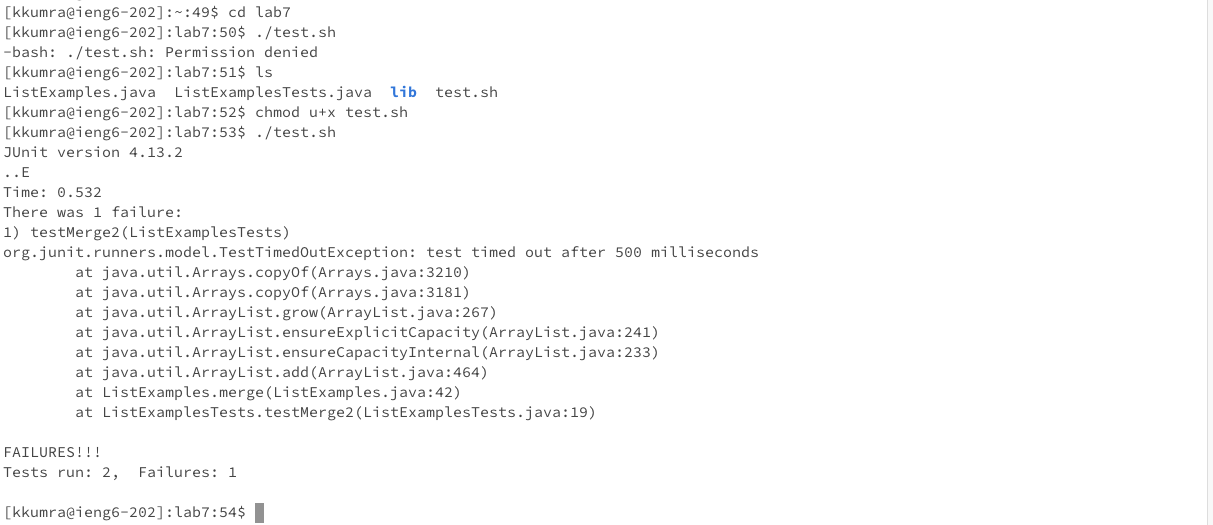 [kkumra@ieng6-202]:~:49$ cd lab7
[kkumra@ieng6-202]:lab7:50$ ./test.sh
-bash: ./test.sh: Permission denied
[kkumra@ieng6-202]:lab7:51$ ls
ListExamples.java  ListExamplesTests.java  lib  test.sh
[kkumra@ieng6-202]:lab7:52$ chmod u+x test.sh
[kkumra@ieng6-202]:lab7:53$ ./test.sh
JUnit version 4.13.2
..E
Time: 0.532
There was 1 failure:
1) testMerge2(ListExamplesTests)
org.junit.runners.model.TestTimedOutException: test timed out after 500 milliseconds
        at java.util.Arrays.copyOf(Arrays.java:3210)
        at java.util.Arrays.copyOf(Arrays.java:3181)
        at java.util.ArrayList.grow(ArrayList.java:267)
        at java.util.ArrayList.ensureExplicitCapacity(ArrayList.java:241)
        at java.util.ArrayList.ensureCapacityInternal(ArrayList.java:233)
        at java.util.ArrayList.add(ArrayList.java:464)
        at ListExamples.merge(ListExamples.java:42)
        at ListExamplesTests.testMerge2(ListExamplesTests.java:19)

FAILURES!!!
Tests run: 2,  Failures: 1

[kkumra@ieng6-202]:lab7:54$